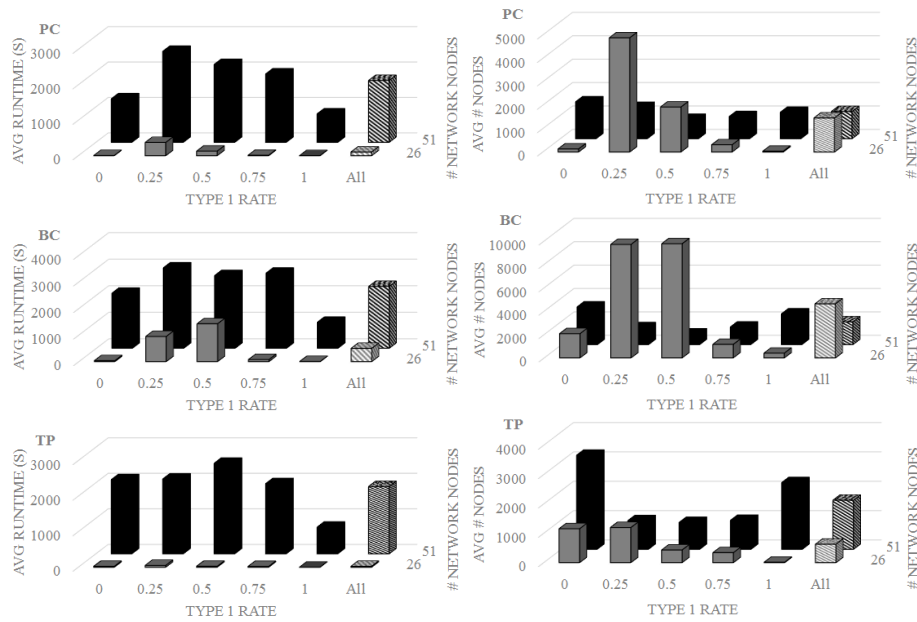 PC
AVG RUNTIME (S)
3000
2000
1000
0
0 0.25 0.5 0.75 1 All
TYPE 1 RATE
26 51
# NETWORK NODES
PC
AVG # NODES
5000
4000
3000
2000
1000
0
0 0.25 0.5 0.75 1 All
TYPE 1 RATE
26 51
# NETWORK NODES
BC
AVG RUNTIME (S)
4000
3000
2000
1000
0
0 0.25 0.5 0.75 1 All
TYPE 1 RATE
26 51
# NETWORK NODES
BC
AVG # NODES
10000
8000
6000
4000
2000
0
0 0.25 0.5 0.75 1 All
TYPE 1 RATE
26 51
# NETWORK NODES
TP
AVG RUNTIME (S)
3000
2000
1000
0
0 0.25 0.5 0.75 1 All
TYPE 1 RATE
26 51
# NETWORK NODES
TP
AVG # NODES
4000
3000
2000
1000
0
0 0.25 0.5 0.75 1 All
TYPE 1 RATE
26 51
# NETWORK NODES